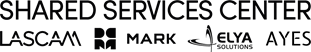 SHARED SERVICES CENTER
LASCAM MARK ELYA SOLUTIONS AYES